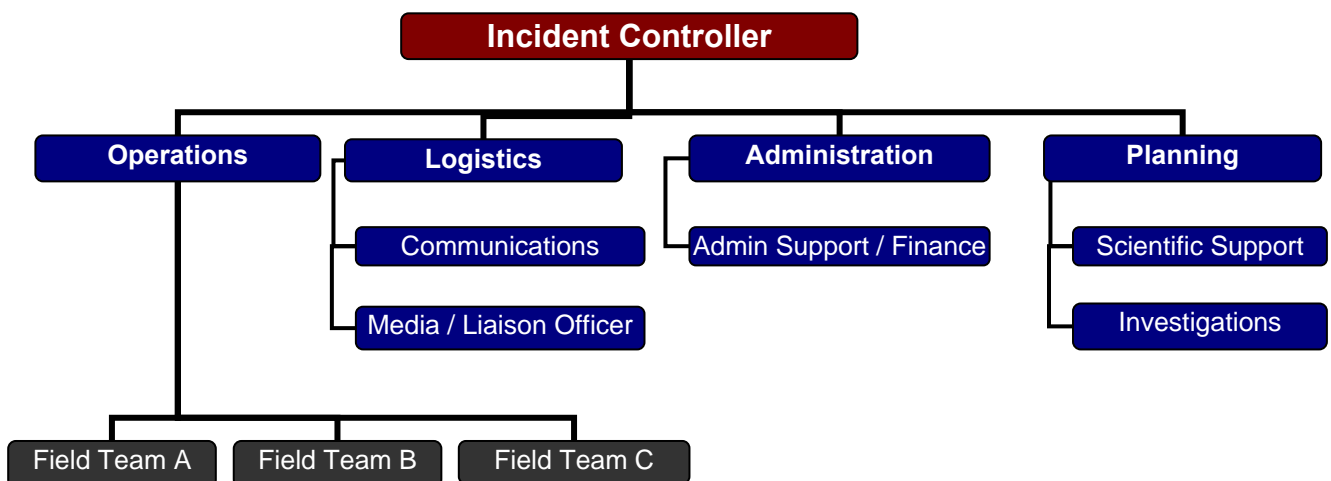 Incident Controller
Operations
Logistics
Administration
Planning
Communications
Admin Support / Finance
Scientific Support
Media / Liaison Officer
Investigations
Field Team A
Field Team B
Field Team C